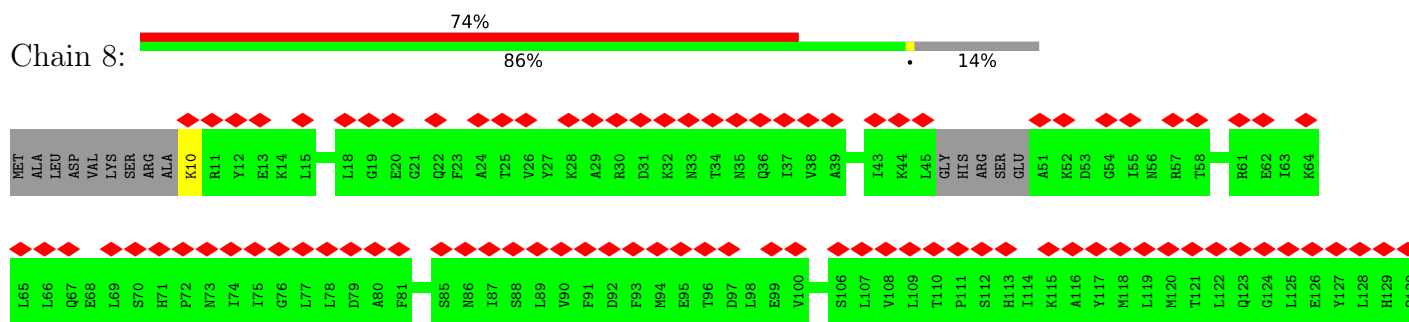 74%
Chain 8:
86% • 14%
MET ALA LEU ASP VAL LYS SER ARG ALA K10 R11 Y12 E13 K14 L15 L18 G19 E20 G21 Q22 F23 A24 T25 V26 Y27 K28 A29 R30 D31 K32 N33 T34 N35 Q36 I37 V38 A39 I43 K44 L45 GLY HIS ARG SER GLU A51 K52 D53 G54 I55 N56 R57 T58 R61 E62 I63 K64
L65 L66 Q67 E68 L69 S70 H71 P72 N73 I74 I75 G76 L77 L78 D79 A80 F81 S85 N86 I87 S88 L89 V90 F91 D92 F93 M94 E95 T96 D97 L98 E99 V100 S106 L107 V108 L109 T110 P111 S112 H113 I114 K115 A116 Y117 M118 L119 M120 T121 L122 Q123 G124 L125 E126 Y127 L128 H129